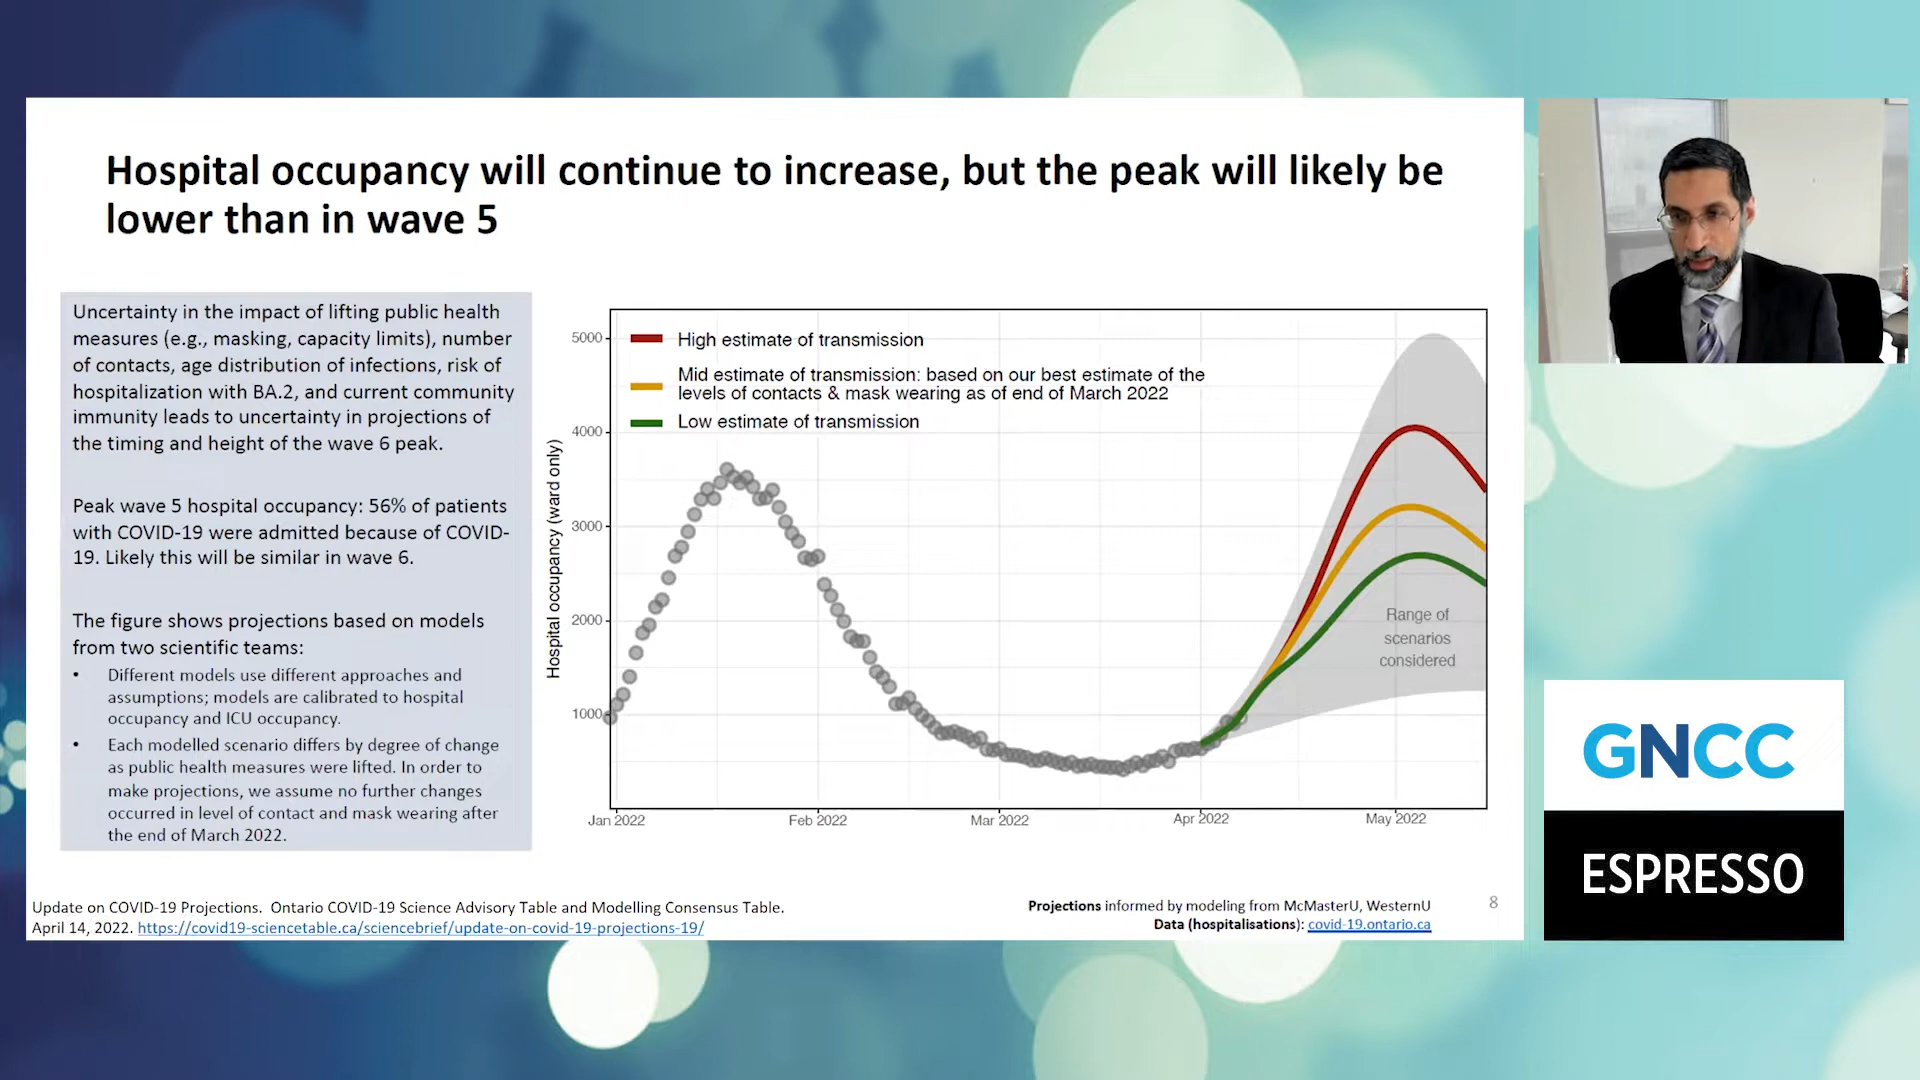 Hospital occupancy will continue to increase, but the peak will likely be
lower than in wave 5
Uncertainty in the impact of lifting public health
measures (e.g., masking, capacity limits), number
of contacts, age distribution of infections, risk of
hospitalization with BA.2, and current community
immunity leads to uncertainty in projections of
the timing and height of the wave 6 peak.
Peak wave 5 hospital occupancy: 56% of patients
with COVID-19 were admitted because of COVID-
19. Likely this will be similar in wave 6.
The figure shows projections based on models
from two scientific teams:
• Different models use different approaches and
assumptions; models are calibrated to hospital
occupancy and ICU occupancy.
• Each modelled scenario differs by degree of change
as public health measures were lifted. In order to
make projections, we assume no further changes
occurred in level of contact and mask wearing after
the end of March 2022.
Hospital occupancy (ward only)
5000
4000
3000
2000
1000
High estimate of transmission
Mid estimate of transmission: based on our best estimate of the
levels of contacts & mask wearing as of end of March 2022
Low estimate of transmission
Range of
scenarios
considered
Jan 2022 Feb 2022 Mar 2022 Apr 2022 May 2022
Update on COVID-19 Projections. Ontario COVID-19 Science Advisory Table and Modelling Consensus Table.
April 14, 2022. https://covid19-sciencetable.ca/sciencebrief/update-on-covid-19-projections-19/
Projections informed by modeling from McMasterU, WesternU
Data (hospitalisations): covid-19.ontario.ca
8
GNCC
ESPRESSO